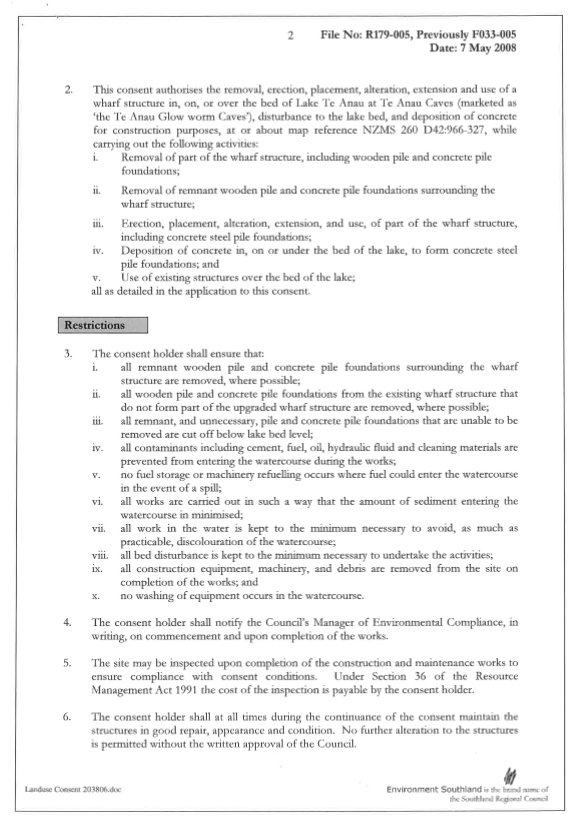 2 File No: R179-005, Previously F033-005
Date: 7 May 2008
2. This consent authorises the removal, erection, placement, alteration, extension and use of a
wharf structure in, on, or over the bed of Lake Te Anau at Te Anau Caves (marketed as
'the Te Anau Glow worm Caves'), disturbance to the lake bed, and deposition of concrete
for construction purposes, at or about map reference NZMS 260 D42:966-327, while
carrying out the following activities:
i. Removal of part of the wharf structure, including wooden pile and concrete pile
foundations;
ii. Removal of remnant wooden pile and concrete pile foundations surrounding the
wharf structure;
iii. Erection, placement, alteration, extension, and use, of part of the wharf structure,
including concrete steel pile foundations;
iv. Deposition of concrete in, on or under the bed of the lake, to form concrete steel
pile foundations; and
v. Use of existing structures over the bed of the lake;
all as detailed in the application to this consent.
Restrictions
3. The consent holder shall ensure that:
i. all remnant wooden pile and concrete pile foundations surrounding the wharf
structure are removed, where possible;
ii. all wooden pile and concrete pile foundations from the existing wharf structure that
do not form part of the upgraded wharf structure are removed, where possible;
iii. all remnant, and unnecessary, pile and concrete pile foundations that are unable to be
removed are cut off below lake bed level;
iv. all contaminants including cement, fuel, oil, hydraulic fluid and cleaning materials are
prevented from entering the watercourse during the works;
v. no fuel storage or machinery refuelling occurs where fuel could enter the watercourse
in the event of a spill;
vi. all works are carried out in such a way that the amount of sediment entering the
watercourse in minimised;
vii. all work in the water is kept to the minimum necessary to avoid, as much as
practicable, discolouration of the watercourse;
viii. all bed disturbance is kept to the minimum necessary to undertake the activities;
ix. all construction equipment, machinery, and debris are removed from the site on
completion of the works; and
x. no washing of equipment occurs in the watercourse.
4. The consent holder shall notify the Council's Manager of Environmental Compliance, in
writing, on commencement and upon completion of the works.
5. The site may be inspected upon completion of the construction and maintenance works to
ensure compliance with consent conditions. Under Section 36 of the Resource
Management Act 1991 the cost of the inspection is payable by the consent holder.
6. The consent holder shall at all times during the continuance of the consent maintain the
structures in good repair, appearance and condition. No further alteration to the structures
is permitted without the written approval of the Council.
Landuse Consent 203806.doc
Environment Southland is the brand name of
the Southland Regional Council